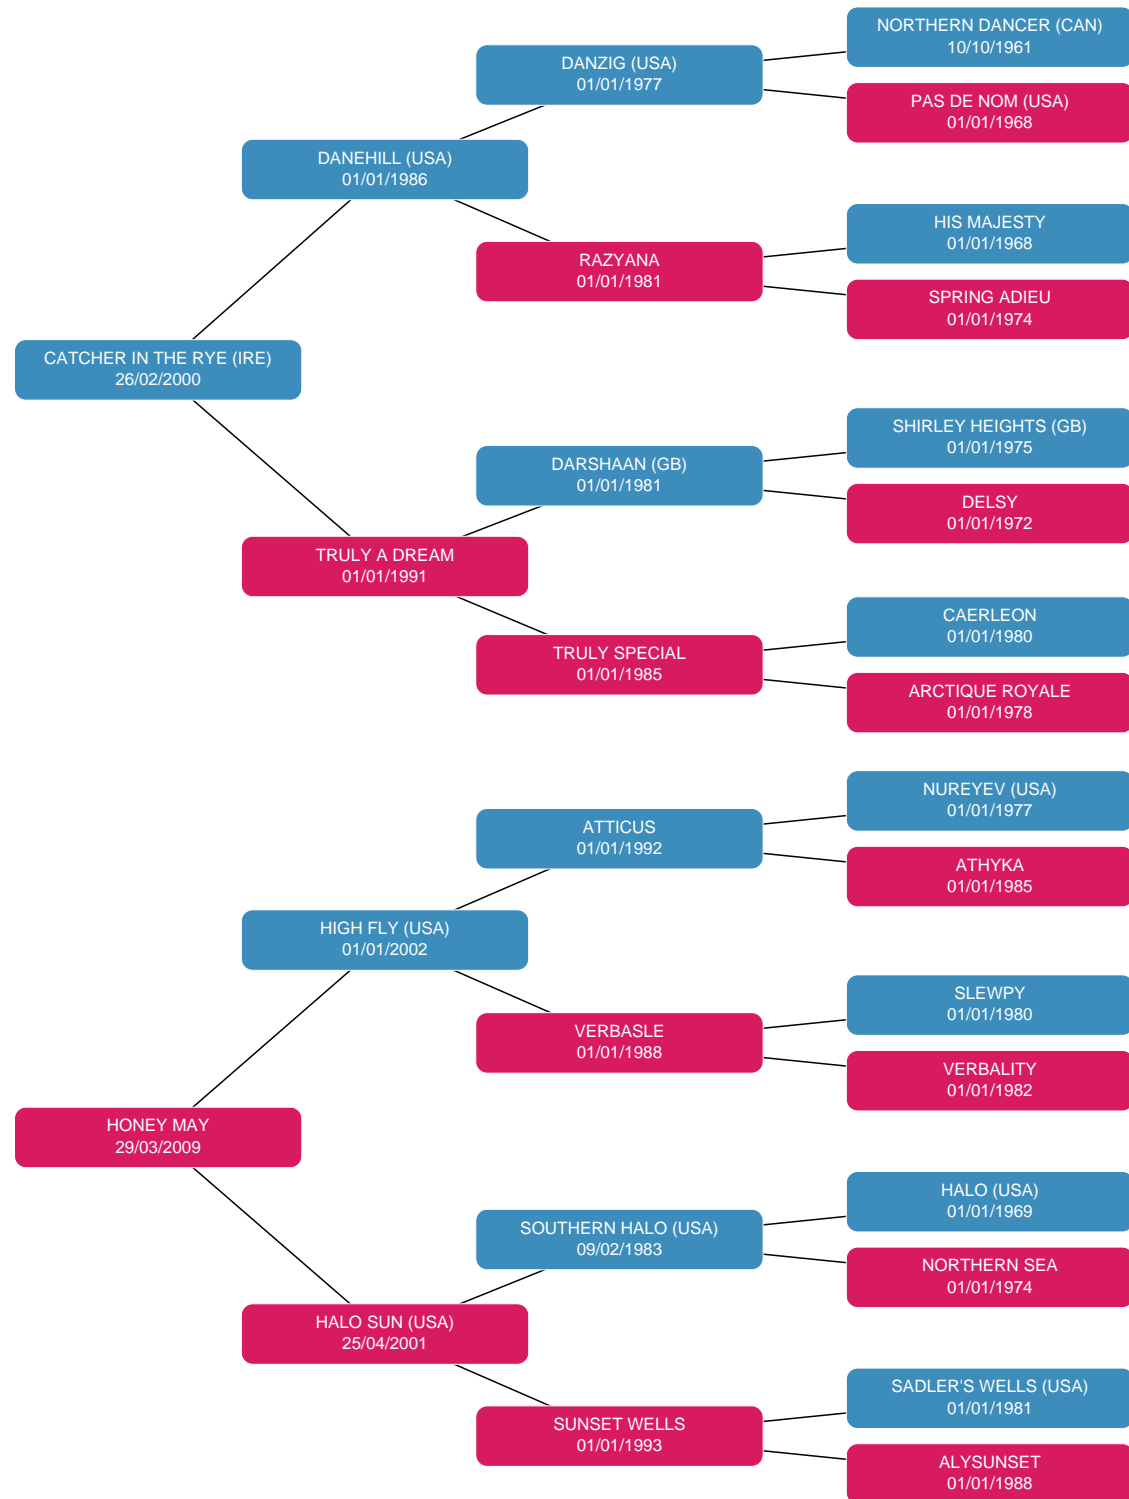 NORTHERN DANCER (CAN)
10/10/1961
DANZIG (USA)
01/01/1977
PAS DE NOM (USA)
01/01/1968
DANEHILL (USA)
01/01/1986
HIS MAJESTY
01/01/1968
RAZYANA
01/01/1981
SPRING ADIEU
01/01/1974
CATCHER IN THE RYE (IRE)
26/02/2000
SHIRLEY HEIGHTS (GB)
01/01/1975
DARSHAAN (GB)
01/01/1981
DELSY
01/01/1972
TRULY A DREAM
01/01/1991
CAERLEON
01/01/1980
TRULY SPECIAL
01/01/1985
ARCTIQUE ROYALE
01/01/1978
NUREYEV (USA)
01/01/1977
ATTICUS
01/01/1992
ATHYKA
01/01/1985
HIGH FLY (USA)
01/01/2002
SLEWPY
01/01/1980
VERBASLE
01/01/1988
VERBALITY
01/01/1982
HONEY MAY
29/03/2009
HALO (USA)
01/01/1969
SOUTHERN HALO (USA)
09/02/1983
NORTHERN SEA
01/01/1974
HALO SUN (USA)
25/04/2001
SADLER'S WELLS (USA)
01/01/1981
SUNSET WELLS
01/01/1993
ALYSUNSET
01/01/1988